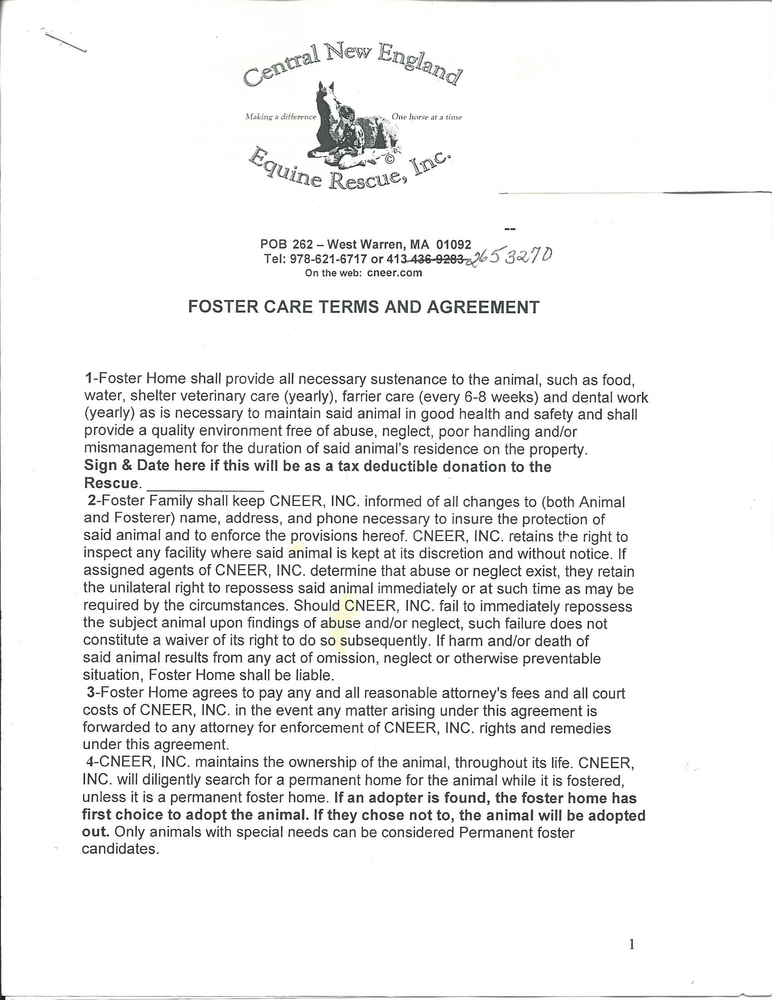 Central New England
Making a difference
One horse at a time
©
Equine Rescue, Inc.
--
POB 262 – West Warren, MA 01092
Tel: 978-621-6717 or 413 436-9283 265 3270
On the web: cneer.com
FOSTER CARE TERMS AND AGREEMENT
1-Foster Home shall provide all necessary sustenance to the animal, such as food,
water, shelter veterinary care (yearly), farrier care (every 6-8 weeks) and dental work
(yearly) as is necessary to maintain said animal in good health and safety and shall
provide a quality environment free of abuse, neglect, poor handling and/or
mismanagement for the duration of said animal's residence on the property.
Sign & Date here if this will be as a tax deductible donation to the
Rescue. _______________
2-Foster Family shall keep CNEER, INC. informed of all changes to (both Animal
and Fosterer) name, address, and phone necessary to insure the protection of
said animal and to enforce the provisions hereof. CNEER, INC. retains the right to
inspect any facility where said animal is kept at its discretion and without notice. If
assigned agents of CNEER, INC. determine that abuse or neglect exist, they retain
the unilateral right to repossess said animal immediately or at such time as may be
required by the circumstances. Should CNEER, INC. fail to immediately repossess
the subject animal upon findings of abuse and/or neglect, such failure does not
constitute a waiver of its right to do so subsequently. If harm and/or death of
said animal results from any act of omission, neglect or otherwise preventable
situation, Foster Home shall be liable.
3-Foster Home agrees to pay any and all reasonable attorney's fees and all court
costs of CNEER, INC. in the event any matter arising under this agreement is
forwarded to any attorney for enforcement of CNEER, INC. rights and remedies
under this agreement.
4-CNEER, INC. maintains the ownership of the animal, throughout its life. CNEER,
INC. will diligently search for a permanent home for the animal while it is fostered,
unless it is a permanent foster home. If an adopter is found, the foster home has
first choice to adopt the animal. If they chose not to, the animal will be adopted
out. Only animals with special needs can be considered Permanent foster
candidates.
1